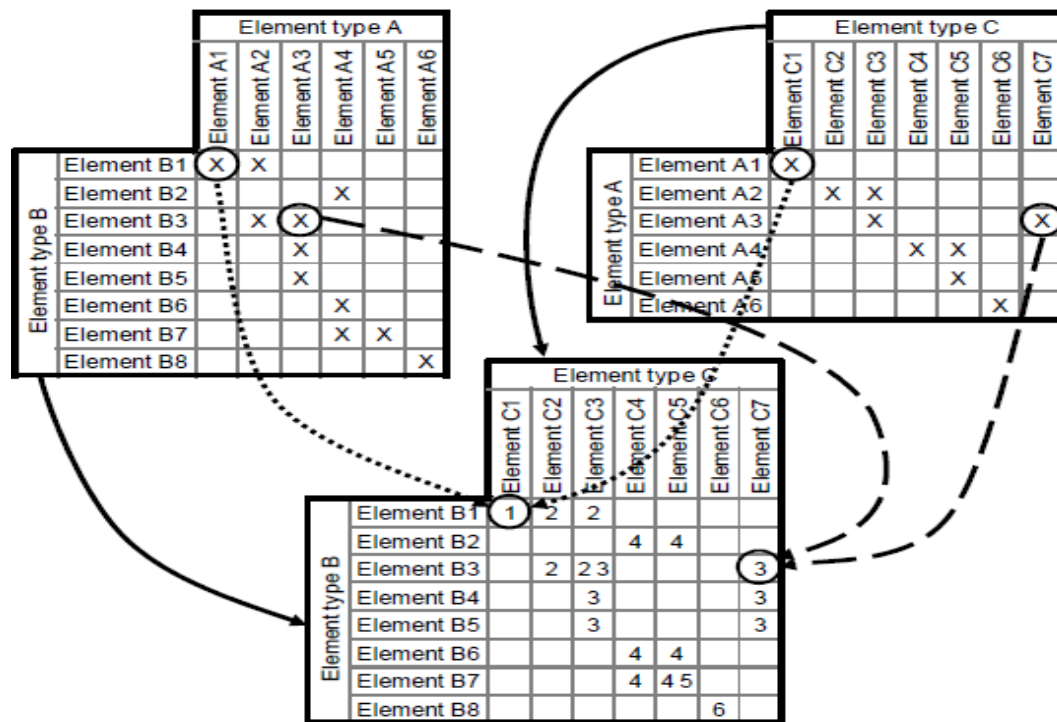 Element type A
Element A1
Element A2
Element A3
Element A4
Element A5
Element A6
Element type B
Element B1 X X
Element B2 X
Element B3 X X
Element B4 X
Element B5 X
Element B6 X
Element B7 X X
Element B8 X
Element type C
Element C1
Element C2
Element C3
Element C4
Element C5
Element C6
Element C7
Element type A
Element A1 X
Element A2 X X
Element A3 X X
Element A4 X X
Element A5 X
Element A6 X
Element type C
Element C1
Element C2
Element C3
Element C4
Element C5
Element C6
Element C7
Element type B
Element B1 1 2 2
Element B2 4 4
Element B3 2 2 3 3
Element B4 3 3
Element B5 3 3
Element B6 4 4
Element B7 4 4 5
Element B8 6